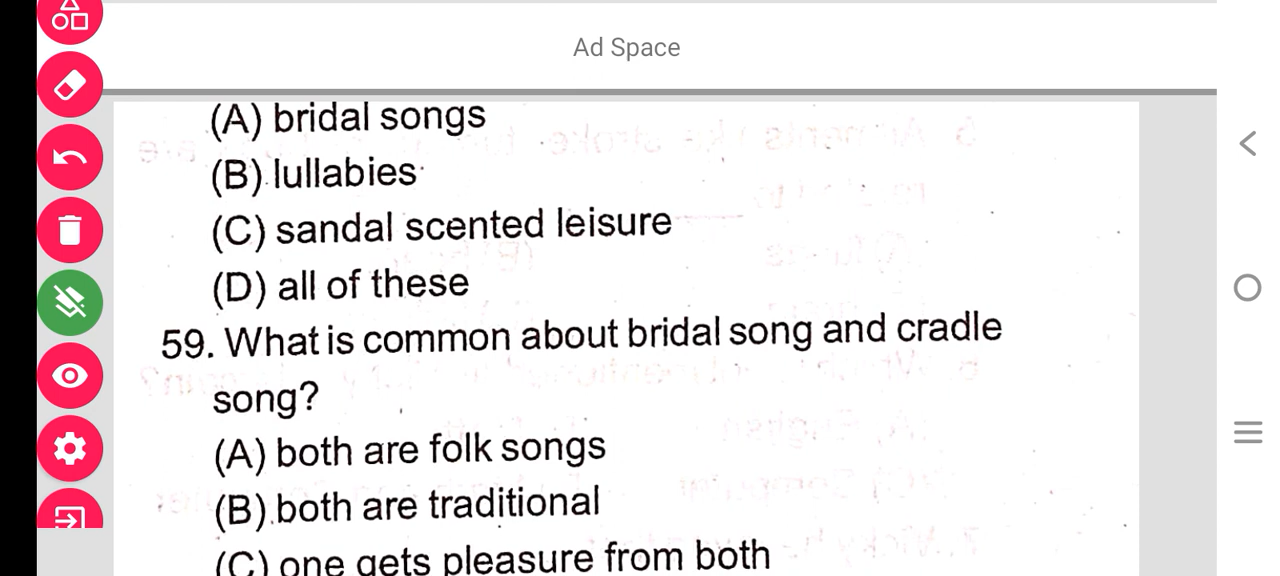 Ad Space
(A) bridal songs
(B) lullabies
(C) sandal scented leisure
(D) all of these
59. What is common about bridal song and cradle
song?
(A) both are folk songs
(B) both are traditional
(C) one gets pleasure from both